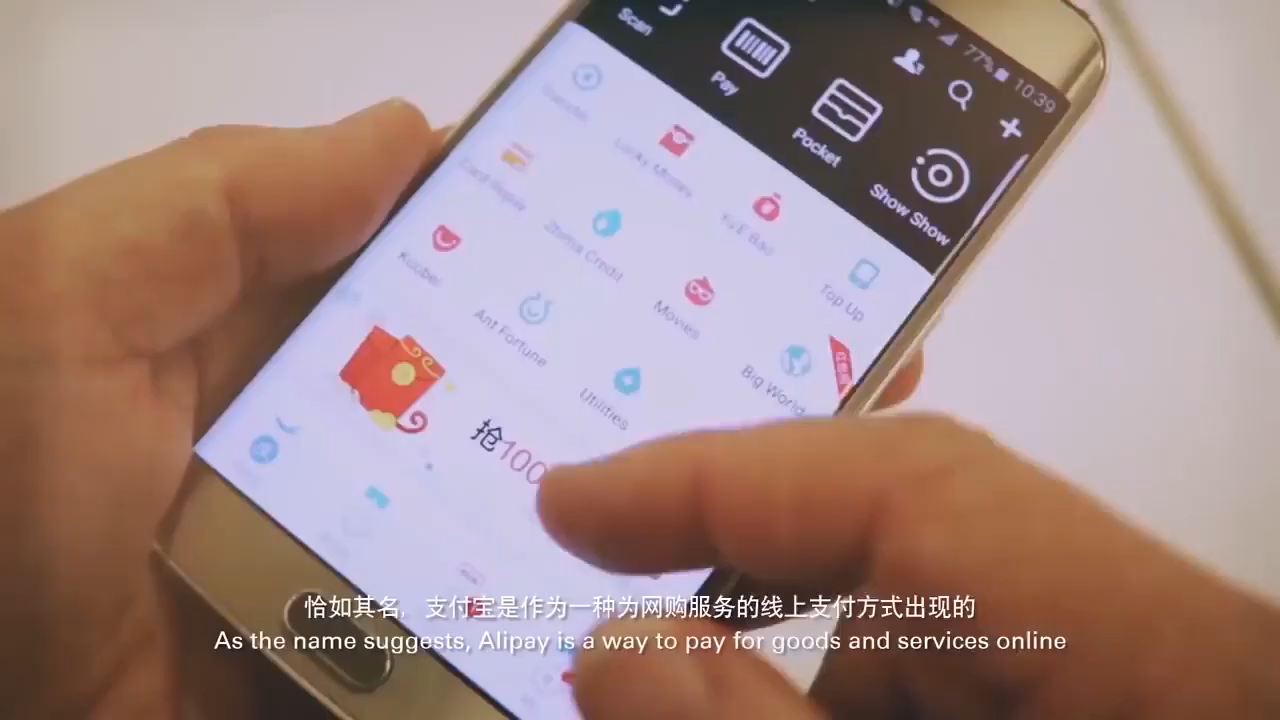 77% 10:39
Scan
Pay
Pocket
Show Show
Transfer
Lucky Money
YU'E Bao
Top Up
Card Repay
Zhima Credit
Movies
Big World
Koubei
Ant Fortune
Utilities
抢100
恰如其名，支付宝是作为一种为网购服务的线上支付方式出现的
As the name suggests, Alipay is a way to pay for goods and services online